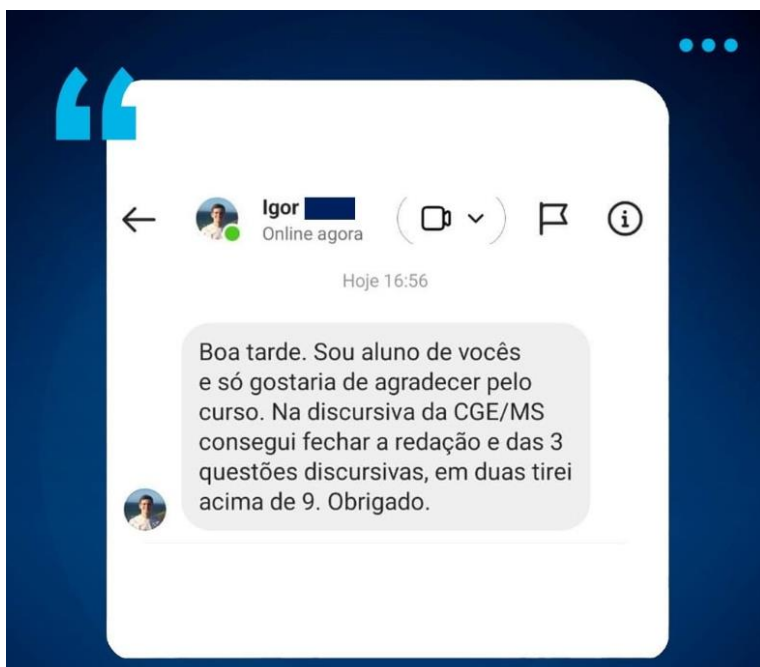 Igor
Online agora
Hoje 16:56
Boa tarde. Sou aluno de vocês
e só gostaria de agradecer pelo
curso. Na discursiva da CGE/MS
consegui fechar a redação e das 3
questões discursivas, em duas tirei
acima de 9. Obrigado.